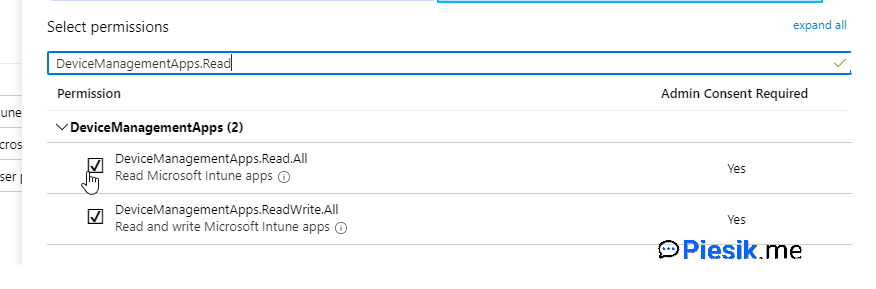 Select permissions
expand all
DeviceManagementApps.Read
Permission
Admin Consent Required
DeviceManagementApps (2)
DeviceManagementApps.Read.All
Read Microsoft Intune apps
Yes
DeviceManagementApps.ReadWrite.All
Read and write Microsoft Intune apps
Yes
Piesik.me